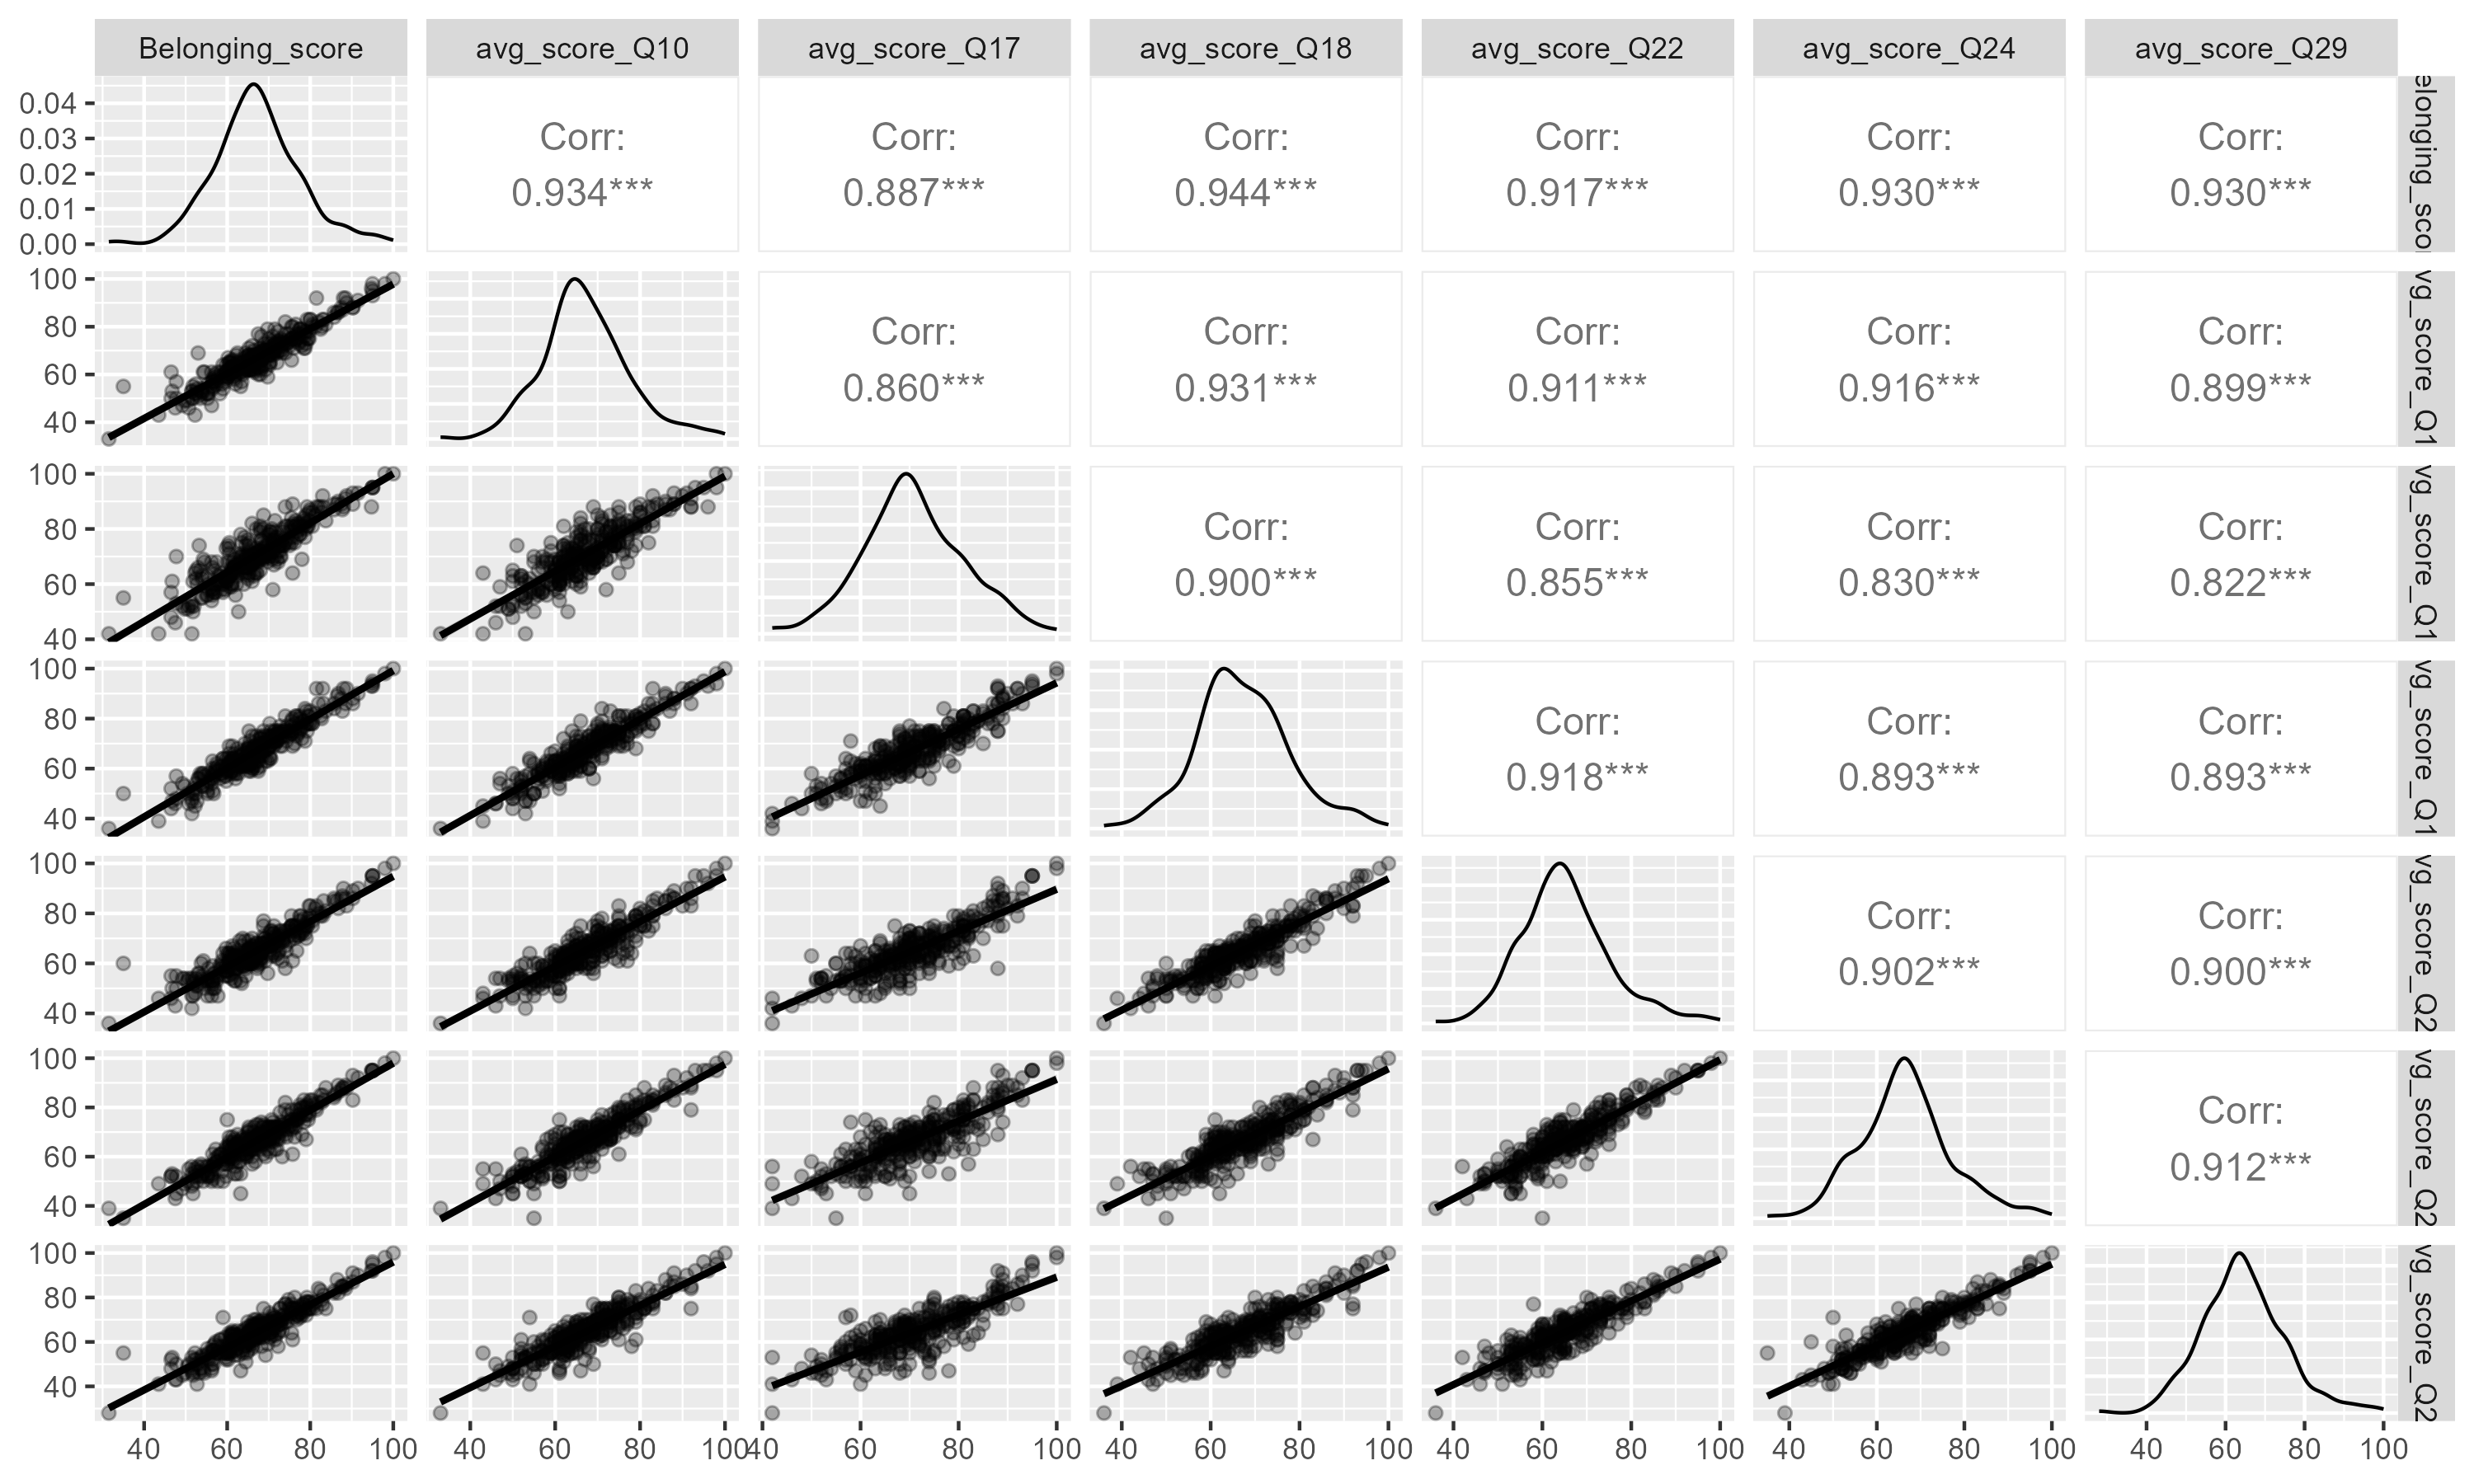 Belonging_score avg_score_Q10 avg_score_Q17 avg_score_Q18 avg_score_Q22 avg_score_Q24 avg_score_Q29
0.04
0.03
0.02
0.01
0.00
Corr: Corr: Corr: Corr: Corr: Corr:
0.934*** 0.887*** 0.944*** 0.917*** 0.930*** 0.930***
elonging_sco
100
80
60
40
Corr: Corr: Corr: Corr: Corr:
0.860*** 0.931*** 0.911*** 0.916*** 0.899***
vg_score_Q1
100
80
60
40
Corr: Corr: Corr: Corr:
0.900*** 0.855*** 0.830*** 0.822***
vg_score_Q1
100
80
60
40
Corr: Corr: Corr:
0.918*** 0.893*** 0.893***
vg_score_Q1
100
80
60
40
Corr: Corr:
0.902*** 0.900***
vg_score_Q2
100
80
60
40
Corr:
0.912***
vg_score_Q2
100
80
60
40
vg_score_Q2
40 60 80 100 40 60 80 100 40 60 80 100 40 60 80 100 40 60 80 100 40 60 80 100 40 60 80 100